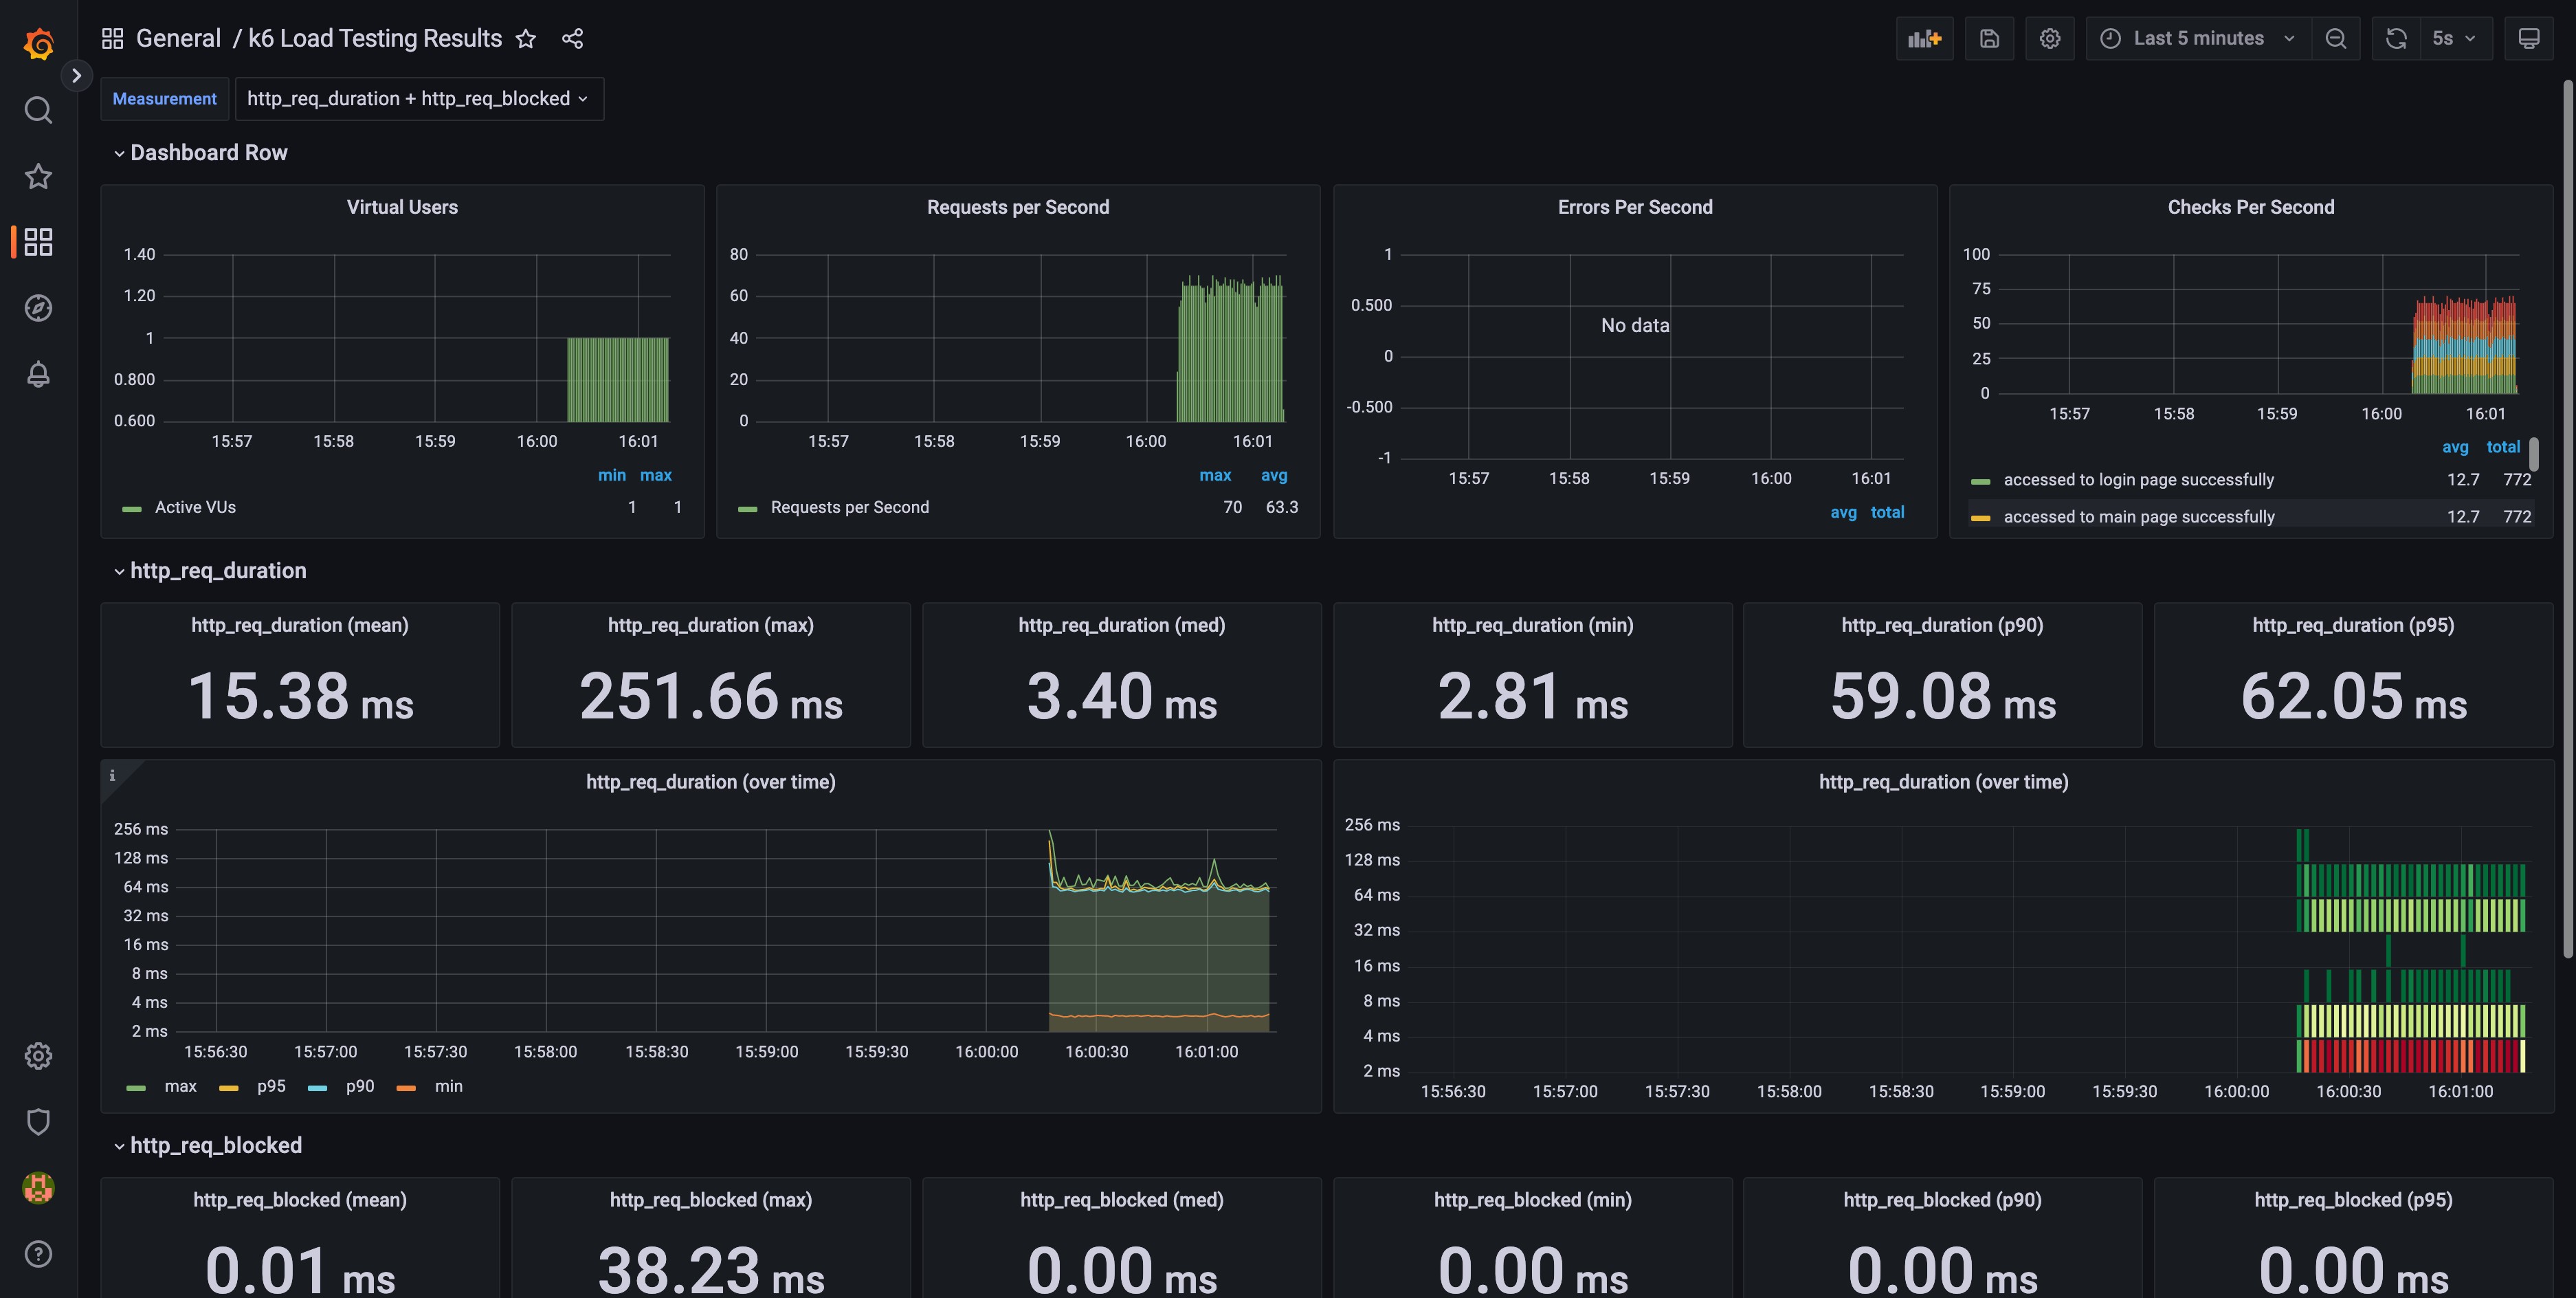 General / k6 Load Testing Results
Last 5 minutes
5s
Measurement
http_req_duration + http_req_blocked
Dashboard Row
Virtual Users
1.40
1.20
1
0.800
0.600
15:57 15:58 15:59 16:00 16:01
min max
Active VUs 1 1
Requests per Second
80
60
40
20
0
15:57 15:58 15:59 16:00 16:01
max avg
Requests per Second 70 63.3
Errors Per Second
1
0.500
No data
0
-0.500
-1
15:57 15:58 15:59 16:00 16:01
avg total
Checks Per Second
100
75
50
25
0
15:57 15:58 15:59 16:00 16:01
avg total
accessed to login page successfully 12.7 772
accessed to main page successfully 12.7 772
http_req_duration
http_req_duration (mean)
15.38 ms
http_req_duration (max)
251.66 ms
http_req_duration (med)
3.40 ms
http_req_duration (min)
2.81 ms
http_req_duration (p90)
59.08 ms
http_req_duration (p95)
62.05 ms
i
http_req_duration (over time)
256 ms
128 ms
64 ms
32 ms
16 ms
8 ms
4 ms
2 ms
15:56:30 15:57:00 15:57:30 15:58:00 15:58:30 15:59:00 15:59:30 16:00:00 16:00:30 16:01:00
max p95 p90 min
http_req_duration (over time)
256 ms
128 ms
64 ms
32 ms
16 ms
8 ms
4 ms
2 ms
15:56:30 15:57:00 15:57:30 15:58:00 15:58:30 15:59:00 15:59:30 16:00:00 16:00:30 16:01:00
http_req_blocked
http_req_blocked (mean)
0.01 ms
http_req_blocked (max)
38.23 ms
http_req_blocked (med)
0.00 ms
http_req_blocked (min)
0.00 ms
http_req_blocked (p90)
0.00 ms
http_req_blocked (p95)
0.00 ms